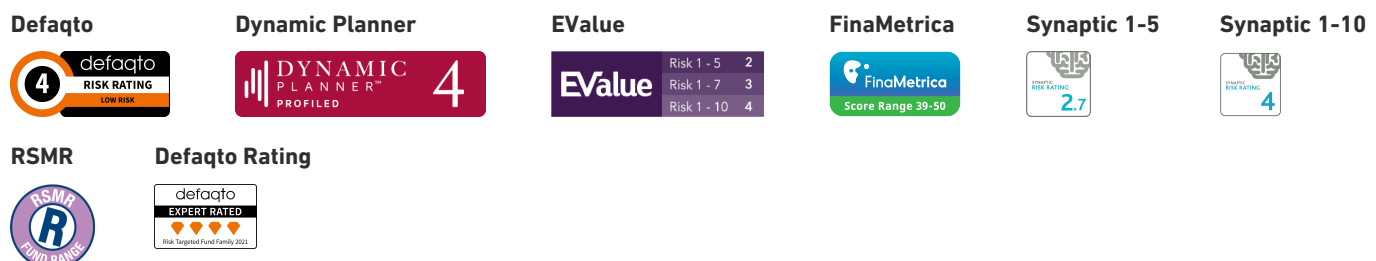 Defaqto
Dynamic Planner
EValue
FinaMetrica
Synaptic 1-5
Synaptic 1-10
4
defaqto
RISK RATING
LOW RISK
DYNAMIC
PLANNER™
PROFILED
4
EValue
Risk 1 - 5 2
Risk 1 - 7 3
Risk 1 - 10 4
FinaMetrica
Score Range 39-50
SYNAPTIC
RISK RATING
2.7
SYNAPTIC
RISK RATING
4
RSMR
Defaqto Rating
RSMR
R
FUND RANGE
defaqto
EXPERT RATED
Risk Targeted Fund Family 2021